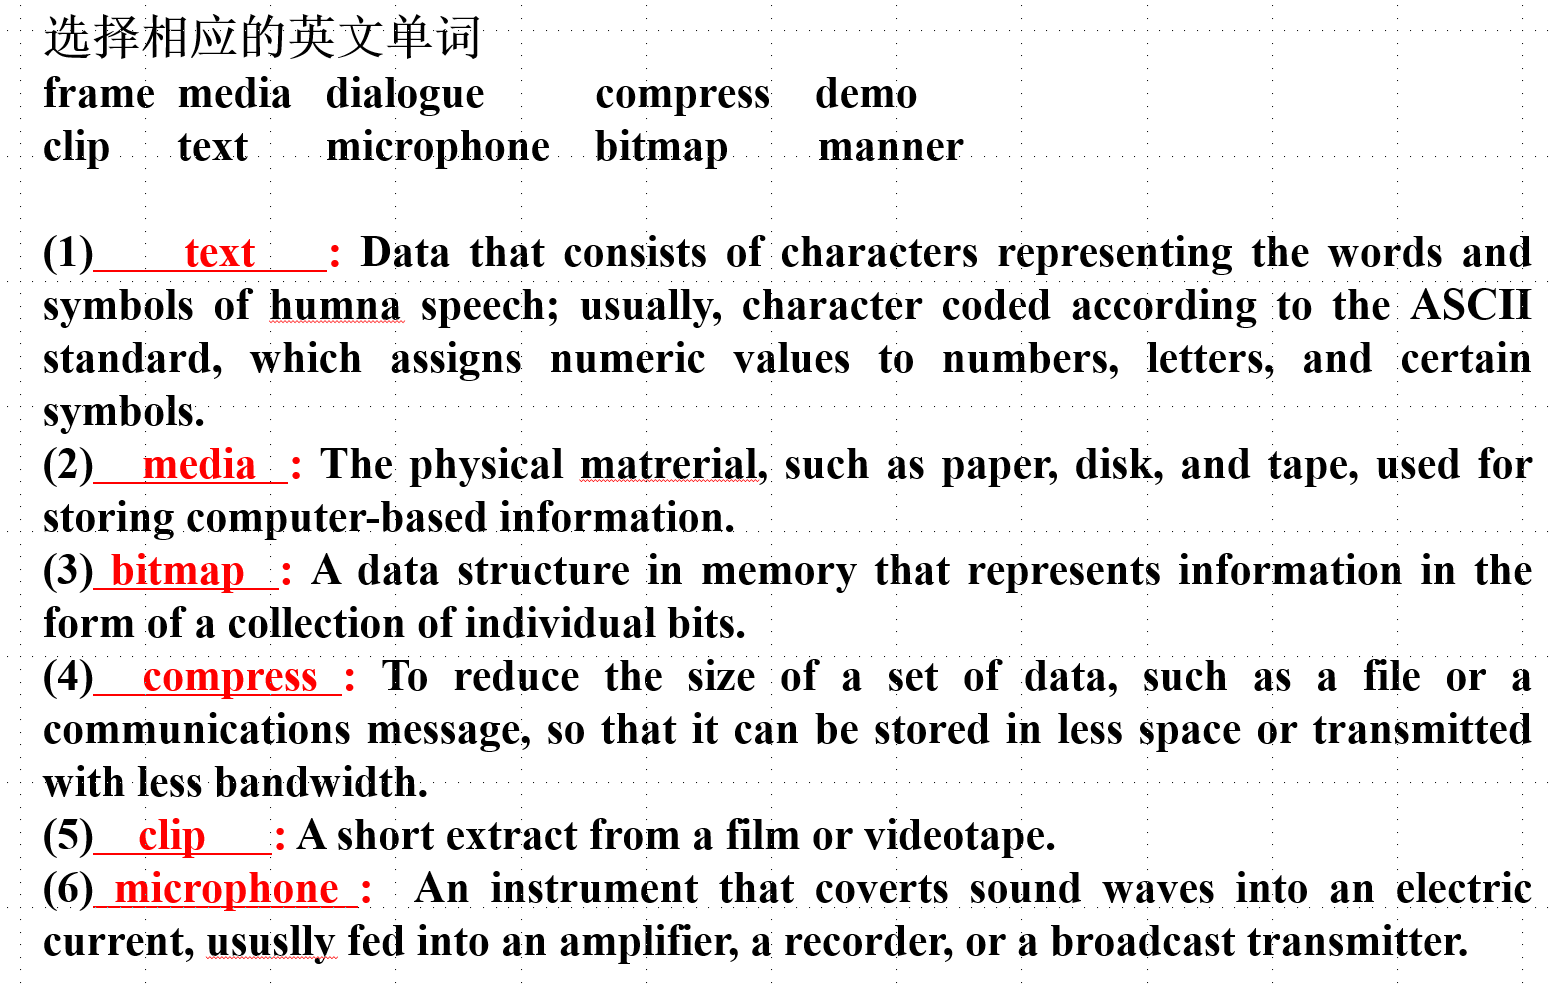 选择相应的英文单词
frame media dialogue compress demo
clip text microphone bitmap manner
(1) text : Data that consists of characters representing the words and
symbols of humna speech; usually, character coded according to the ASCII
standard, which assigns numeric values to numbers, letters, and certain
symbols.
(2) media : The physical matrerial, such as paper, disk, and tape, used for
storing computer-based information.
(3) bitmap : A data structure in memory that represents information in the
form of a collection of individual bits.
(4) compress : To reduce the size of a set of data, such as a file or a
communications message, so that it can be stored in less space or transmitted
with less bandwidth.
(5) clip : A short extract from a film or videotape.
(6) microphone : An instrument that coverts sound waves into an electric
current, ususlly fed into an amplifier, a recorder, or a broadcast transmitter.